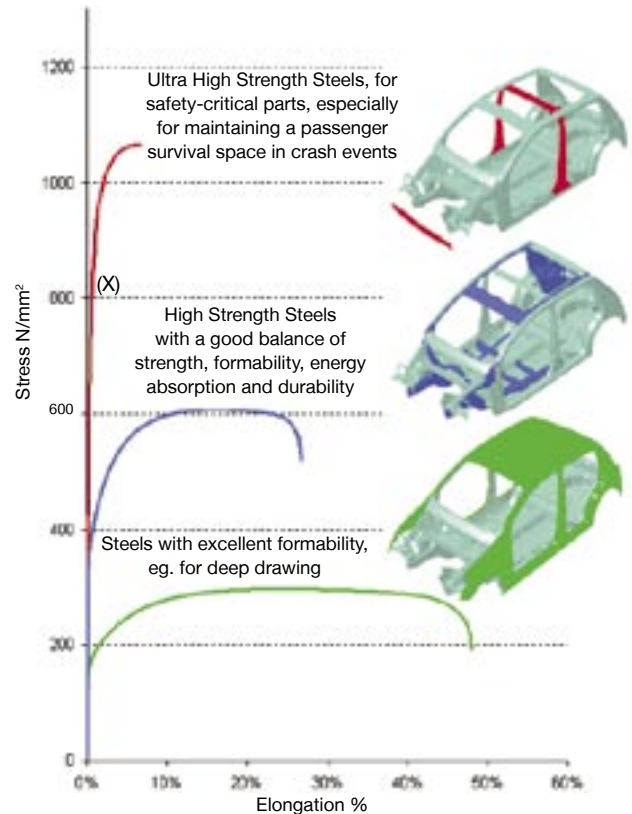 1200
Ultra High Strength Steels, for
safety-critical parts, especially
for maintaining a passenger
survival space in crash events
1000
(X)
800
High Strength Steels
with a good balance of
strength, formability, energy
absorption and durability
Stress N/mm²
600
400
Steels with excellent formability,
eg. for deep drawing
200
0
0% 10% 20% 30% 40% 50% 60%
Elongation %